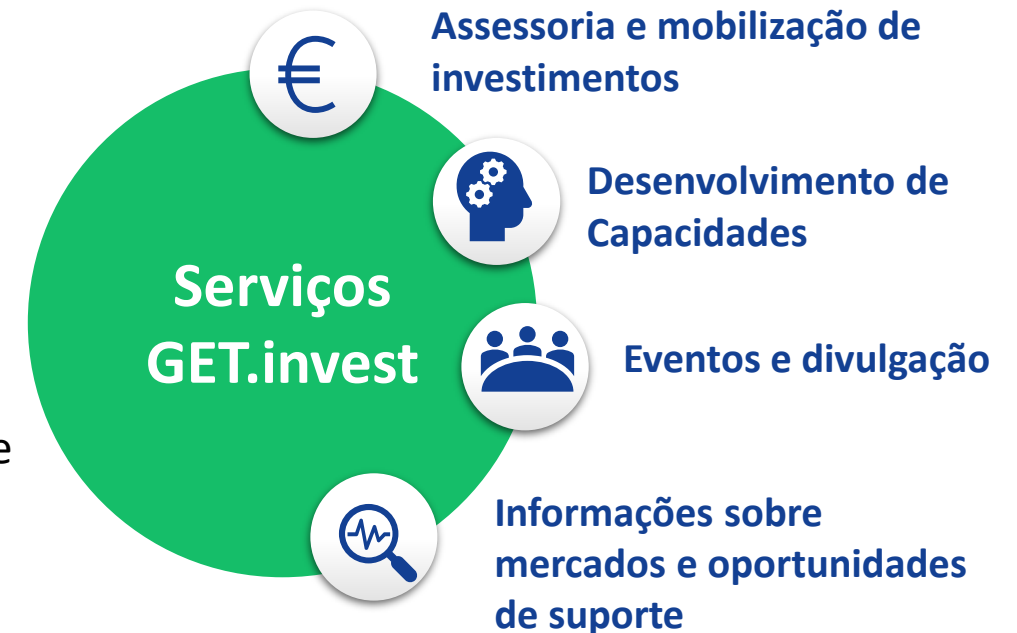 Assessoria e mobilização de
investimentos
Desenvolvimento de
Capacidades
Serviços
GET.invest
Eventos e divulgação
e
Informações sobre
mercados e oportunidades
de suporte